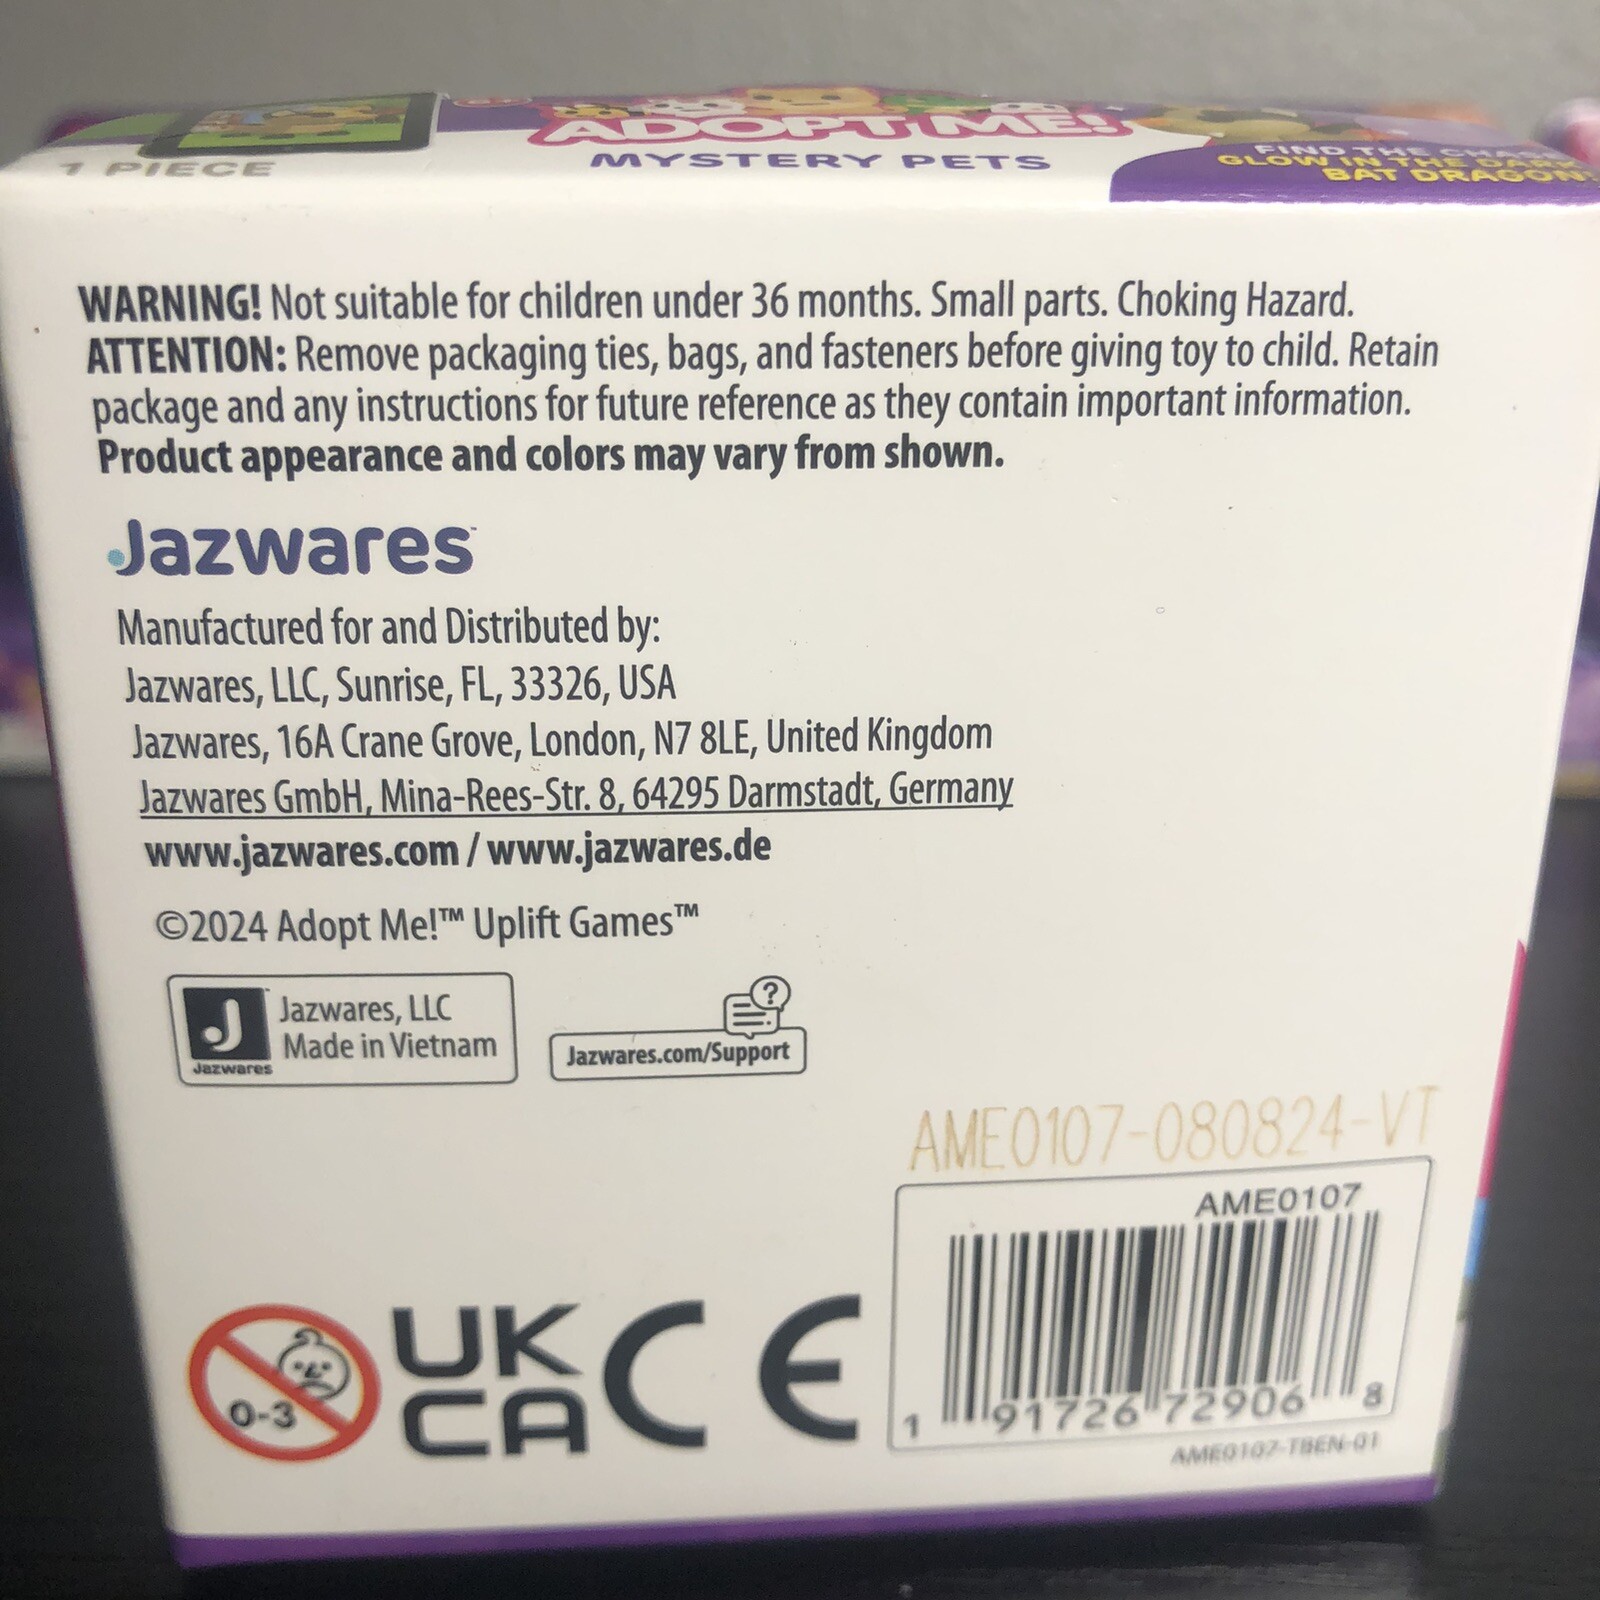 1 PIECE
ADOPT ME!
MYSTERY PETS
FIND THE CHASE
GLOW IN THE DARK
BAT DRAGON!
WARNING! Not suitable for children under 36 months. Small parts. Choking Hazard.
ATTENTION: Remove packaging ties, bags, and fasteners before giving toy to child. Retain
package and any instructions for future reference as they contain important information.
Product appearance and colors may vary from shown.
Jazwares™
Manufactured for and Distributed by:
Jazwares, LLC, Sunrise, FL, 33326, USA
Jazwares, 16A Crane Grove, London, N7 8LE, United Kingdom
Jazwares GmbH, Mina-Rees-Str. 8, 64295 Darmstadt, Germany
www.jazwares.com / www.jazwares.de
©2024 Adopt Me!™ Uplift Games™
J™
Jazwares
Jazwares, LLC
Made in Vietnam
?
Jazwares.com/Support
AME0107-080824-VT
AME0107
1 91726 72906 8
AME0107-TBEN-01
0-3
UK
CA
CE